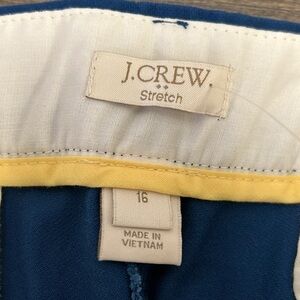 J.CREW.
Stretch
16
MADE IN
VIETNAM